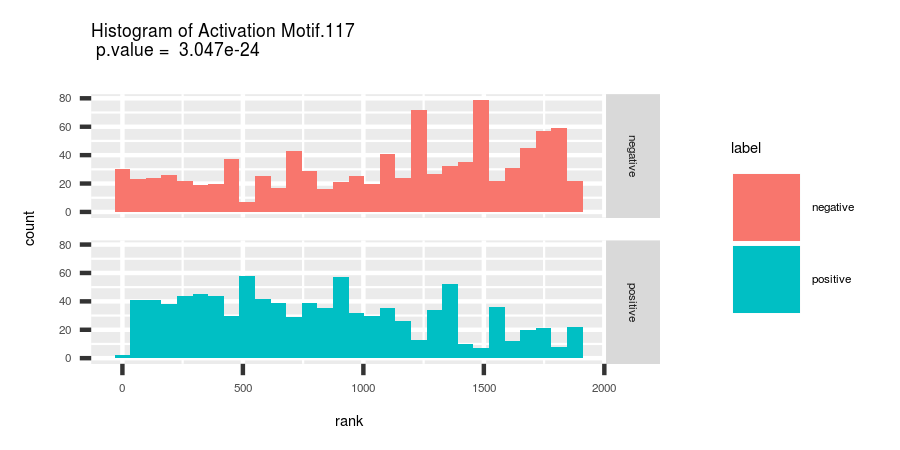 Histogram of Activation Motif.117
p.value = 3.047e-24
count
80
60
40
20
0
negative
80
60
40
20
0
positive
0 500 1000 1500 2000
rank
label
negative
positive